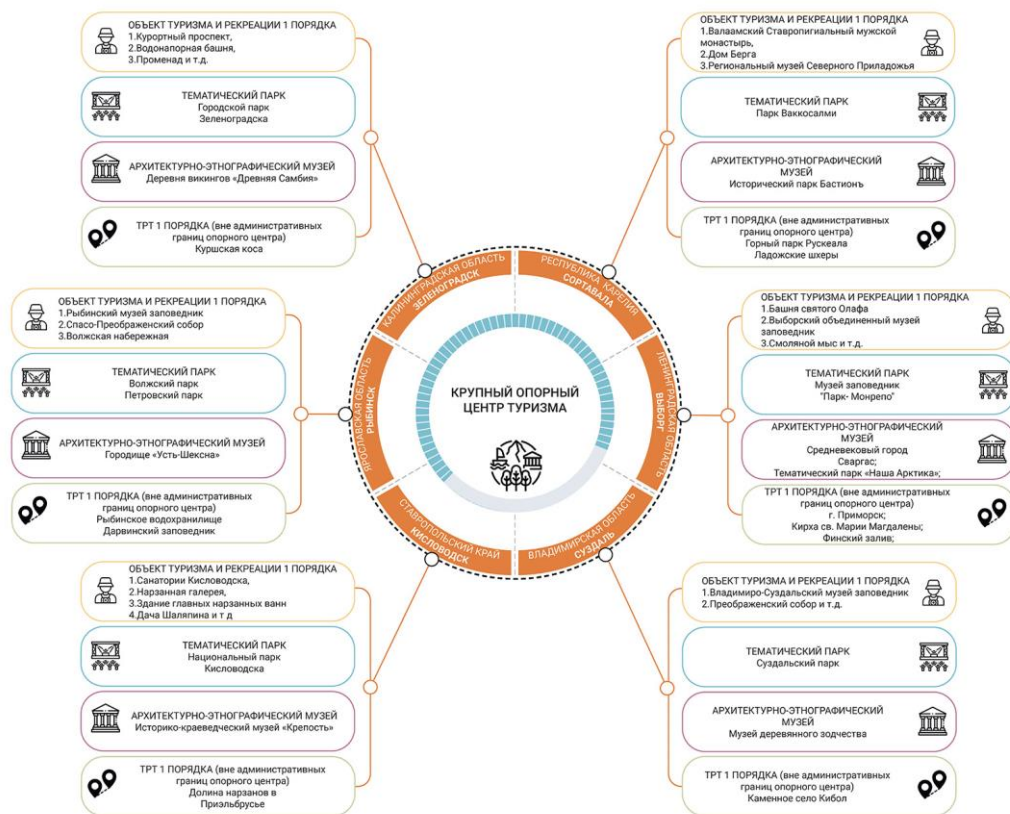 ОБЪЕКТ ТУРИЗМА И РЕКРЕАЦИИ 1 ПОРЯДКА
1.Курортный проспект,
2.Водонапорная башня,
3.Променад и т.д.
ТЕМАТИЧЕСКИЙ ПАРК
Городской парк
Зеленоградска
АРХИТЕКТУРНО-ЭТНОГРАФИЧЕСКИЙ МУЗЕЙ
Деревня викингов «Древняя Самбия»
ТРТ 1 ПОРЯДКА (вне административных
границ опорного центра)
Куршская коса
ОБЪЕКТ ТУРИЗМА И РЕКРЕАЦИИ 1 ПОРЯДКА
1.Валаамский Ставропигиальный мужской
монастырь,
2.Дом Берга
3.Региональный музей Северного Приладожья
ТЕМАТИЧЕСКИЙ ПАРК
Парк Ваккосалми
АРХИТЕКТУРНО-ЭТНОГРАФИЧЕСКИЙ
МУЗЕЙ
Исторический парк Бастионъ
ТРТ 1 ПОРЯДКА (вне административных
границ опорного центра)
Горный парк Рускеала
Ладожские шхеры
КАЛИНИНГРАДСКАЯ ОБЛАСТЬ
ЗЕЛЕНОГРАДСК
РЕСПУБЛИКА КАРЕЛИЯ
СОРТАВАЛА
ЯРОСЛАВСКАЯ ОБЛАСТЬ
РЫБИНСК
ЛЕНИНГРАДСКАЯ ОБЛАСТЬ
ВЫБОРГ
СТАВРОПОЛЬСКИЙ КРАЙ
КИСЛОВОДСК
ВЛАДИМИРСКАЯ ОБЛАСТЬ
СУЗДАЛЬ
КРУПНЫЙ ОПОРНЫЙ
ЦЕНТР ТУРИЗМА
ОБЪЕКТ ТУРИЗМА И РЕКРЕАЦИИ 1 ПОРЯДКА
1.Рыбинский музей заповедник
2.Спасо-Преображенский собор
3.Волжская набережная
ТЕМАТИЧЕСКИЙ ПАРК
Волжский парк
Петровский парк
АРХИТЕКТУРНО-ЭТНОГРАФИЧЕСКИЙ МУЗЕЙ
Городище «Усть-Шексна»
ТРТ 1 ПОРЯДКА (вне административных
границ опорного центра)
Рыбинское водохранилище
Дарвинский заповедник
ОБЪЕКТ ТУРИЗМА И РЕКРЕАЦИИ 1 ПОРЯДКА
1.Башня святого Олафа
2.Выборский объединенный музей
заповедник
3.Смоляной мыс и т.д.
ТЕМАТИЧЕСКИЙ ПАРК
Музей заповедник
"Парк- Монрепо"
АРХИТЕКТУРНО-ЭТНОГРАФИЧЕСКИЙ
МУЗЕЙ
Средневековый город
Сваргас;
Тематический парк «Наша Арктика»;
ТРТ 1 ПОРЯДКА (вне административных
границ опорного центра)
г. Приморск;
Кирха св. Марии Магдалены;
Финский залив;
ОБЪЕКТ ТУРИЗМА И РЕКРЕАЦИИ 1 ПОРЯДКА
1.Санатории Кисловодска,
2.Нарзанная галерея,
3.Здание главных нарзанных ванн
4.Дача Шаляпина и т д
ТЕМАТИЧЕСКИЙ ПАРК
Национальный парк
Кисловодска
АРХИТЕКТУРНО-ЭТНОГРАФИЧЕСКИЙ МУЗЕЙ
Историко-краеведческий музей «Крепость»
ТРТ 1 ПОРЯДКА (вне административных
границ опорного центра)
Долина нарзанов в
Приэльбрусье
ОБЪЕКТ ТУРИЗМА И РЕКРЕАЦИИ 1 ПОРЯДКА
1.Владимиро-Суздальский музей заповедник
2.Преображенский собор и т.д.
ТЕМАТИЧЕСКИЙ ПАРК
Суздальский парк
АРХИТЕКТУРНО-ЭТНОГРАФИЧЕСКИЙ
МУЗЕЙ
Музей деревянного зодчества
ТРТ 1 ПОРЯДКА (вне административных
границ опорного центра)
Каменное село Кибол